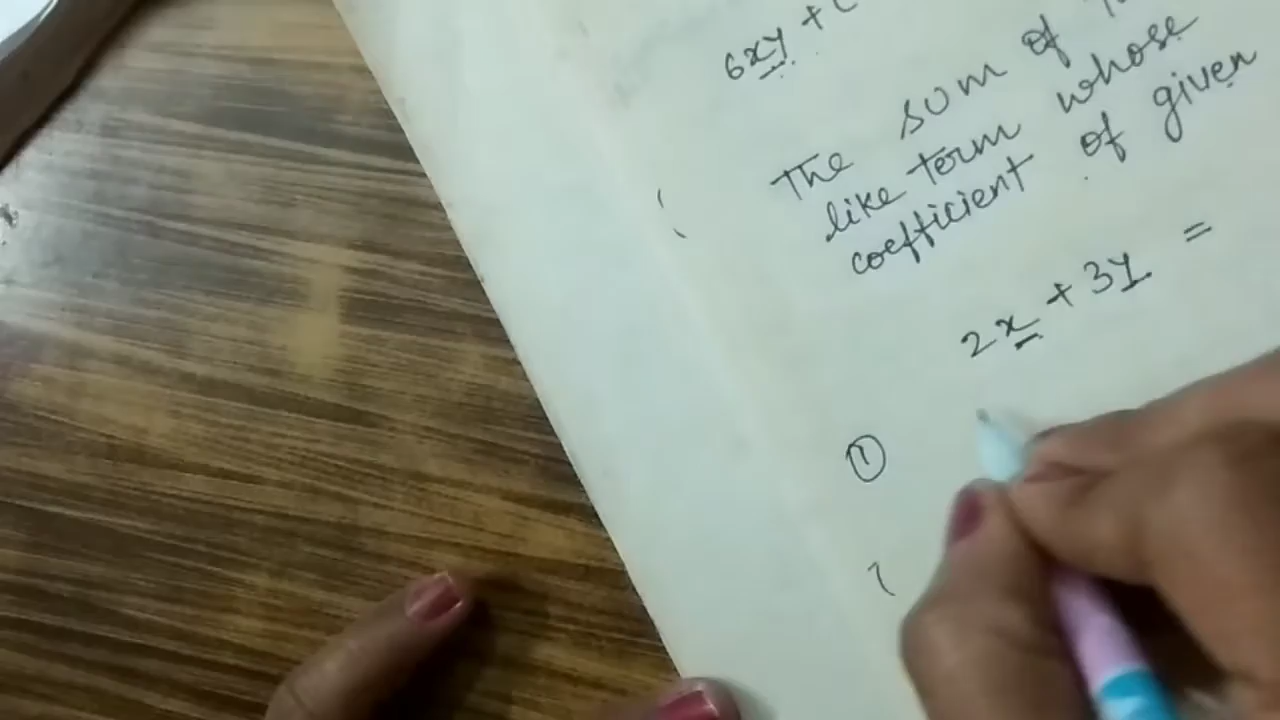 6xy +
The sum of
like term whose
coefficient of given
2x + 3y =
①